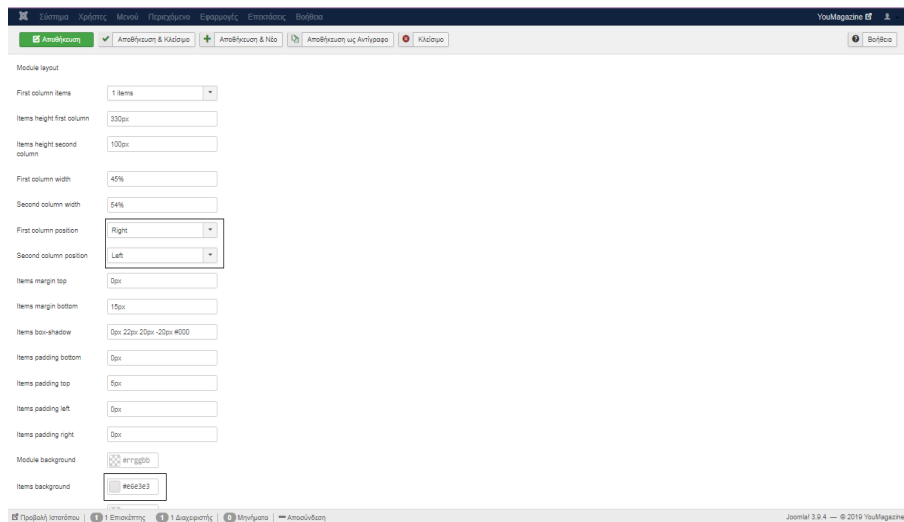 Σύστημα Χρήστες Μενού Περιεχόμενο Εφαρμογές Επεκτάσεις Βοήθεια YouMagazine
Αποθήκευση Αποθήκευση & Κλείσιμο Αποθήκευση & Νέο Αποθήκευση ως Αντίγραφο Κλείσιμο Βοήθεια
Module layout
First column items 1 items
Items height first column 330px
Items height second column 100px
First column width 45%
Second column width 54%
First column position Right
Second column position Left
Items margin top 0px
Items margin bottom 15px
Items box-shadow 0px 22px 20px -20px #000
Items padding bottom 0px
Items padding top 5px
Items padding left 0px
Items padding right 0px
Module background #rrggbb
Items background #e6e3e3
Προβολή Ιστοτόπου 1 1 Επισκέπτης 1 1 Διαχειριστής 0 Μηνύματα Αποσύνδεση Joomla! 3.9.4 — © 2019 YouMagazine